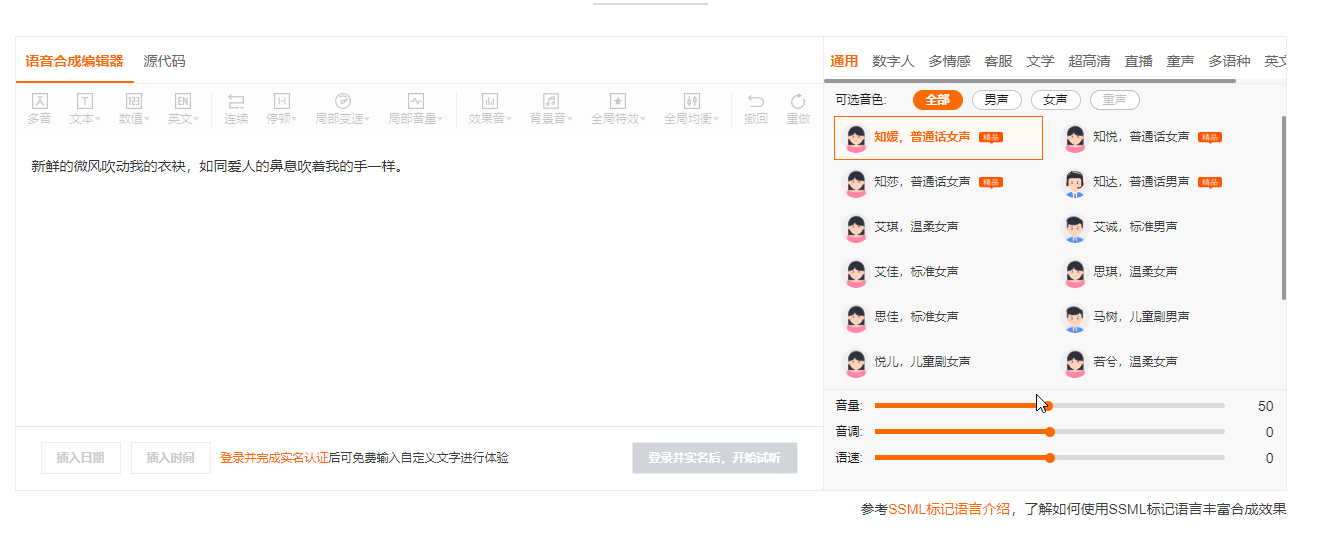 语音合成编辑器 源代码
通用 数字人 多情感 客服 文学 超高清 直播 童声 多语种 英文
多音 文本 数值 英文 连续 停顿 局部变速 局部音量 效果音 背景音 全局特效 全局均衡 撤回 重做
可选音色: 全部 男声 女声 童声
新鲜的微风吹动我的衣袂，如同爱人的鼻息吹着我的手一样。
知媛，普通话女声 精品
知悦，普通话女声 精品
知莎，普通话女声 精品
知达，普通话男声 精品
艾琪，温柔女声
艾诚，标准男声
艾佳，标准女声
思琪，温柔女声
思佳，标准女声
马树，儿童剧男声
悦儿，儿童剧女声
若兮，温柔女声
音量: 50
音调: 0
语速: 0
插入日期 插入时间 登录并完成实名认证后可免费输入自定义文字进行体验 登录并实名后，开始试听
参考SSML标记语言介绍，了解如何使用SSML标记语言丰富合成效果